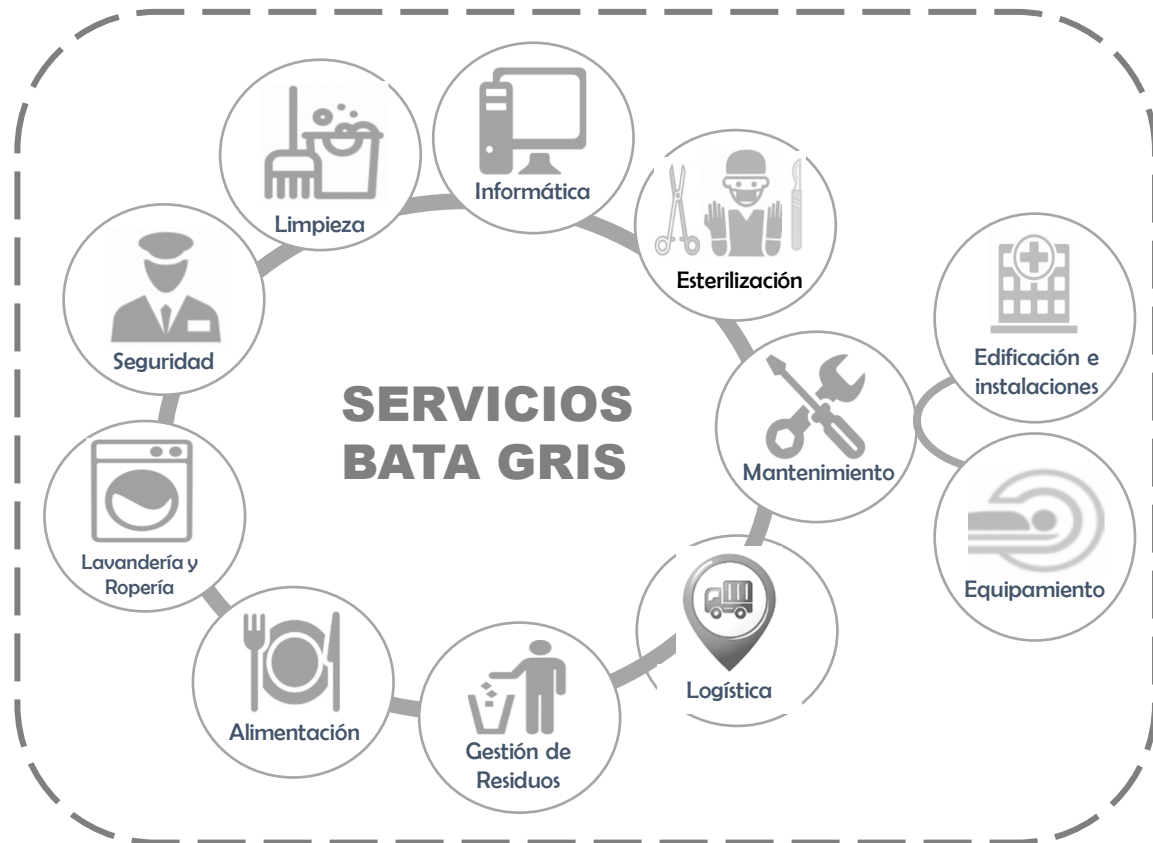 Informática
Limpieza
Esterilización
Seguridad
Edificación e
instalaciones
SERVICIOS
BATA GRIS
Mantenimiento
Lavandería y
Ropería
Equipamiento
Logística
Alimentación
Gestión de
Residuos